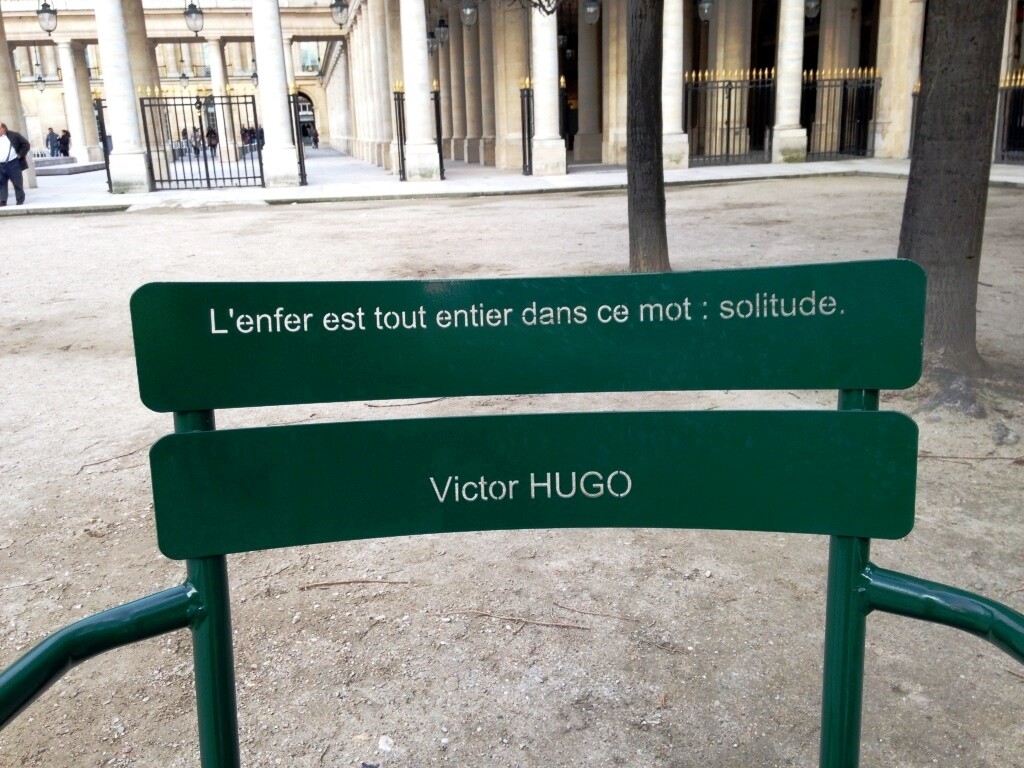 L'enfer est tout entier dans ce mot : solitude.
Victor HUGO